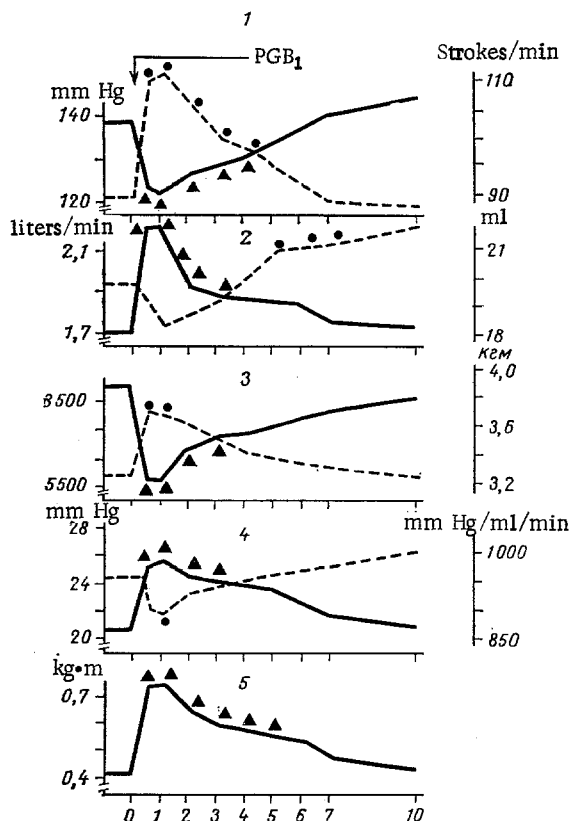 1
PGB₁
Strokes/min
mm Hg
110
140
120
90
liters/min
2
ml
2,1
21
1,7
18
кгм
3
4,0
8500
3,6
5500
3,2
mm Hg
4
mm Hg/ml/min
28
1000
24
20
850
kg•m
5
0,7
0,4
0 1 2 3 4 5 6 7 10